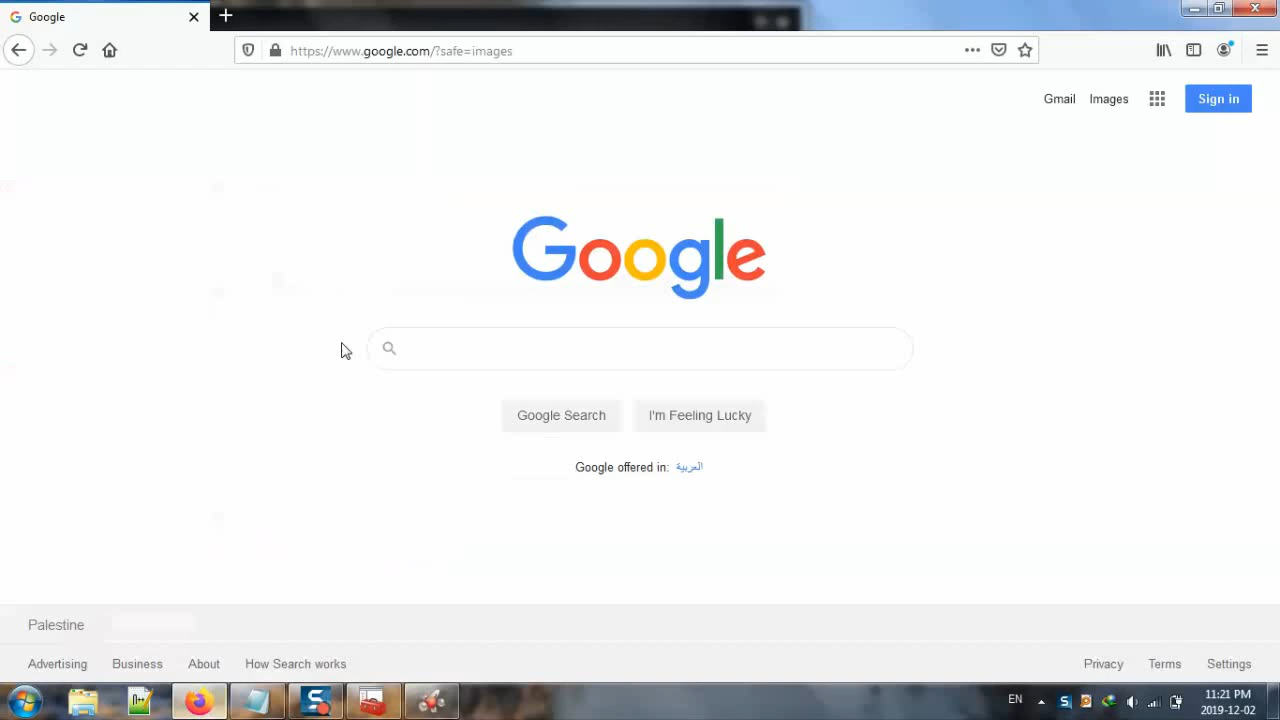 Google
https://www.google.com/?safe=images
Gmail Images Sign in
Google
Google Search I'm Feeling Lucky
Google offered in: العربية
Palestine
Advertising Business About How Search works Privacy Terms Settings
EN 11:21 PM
2019-12-02